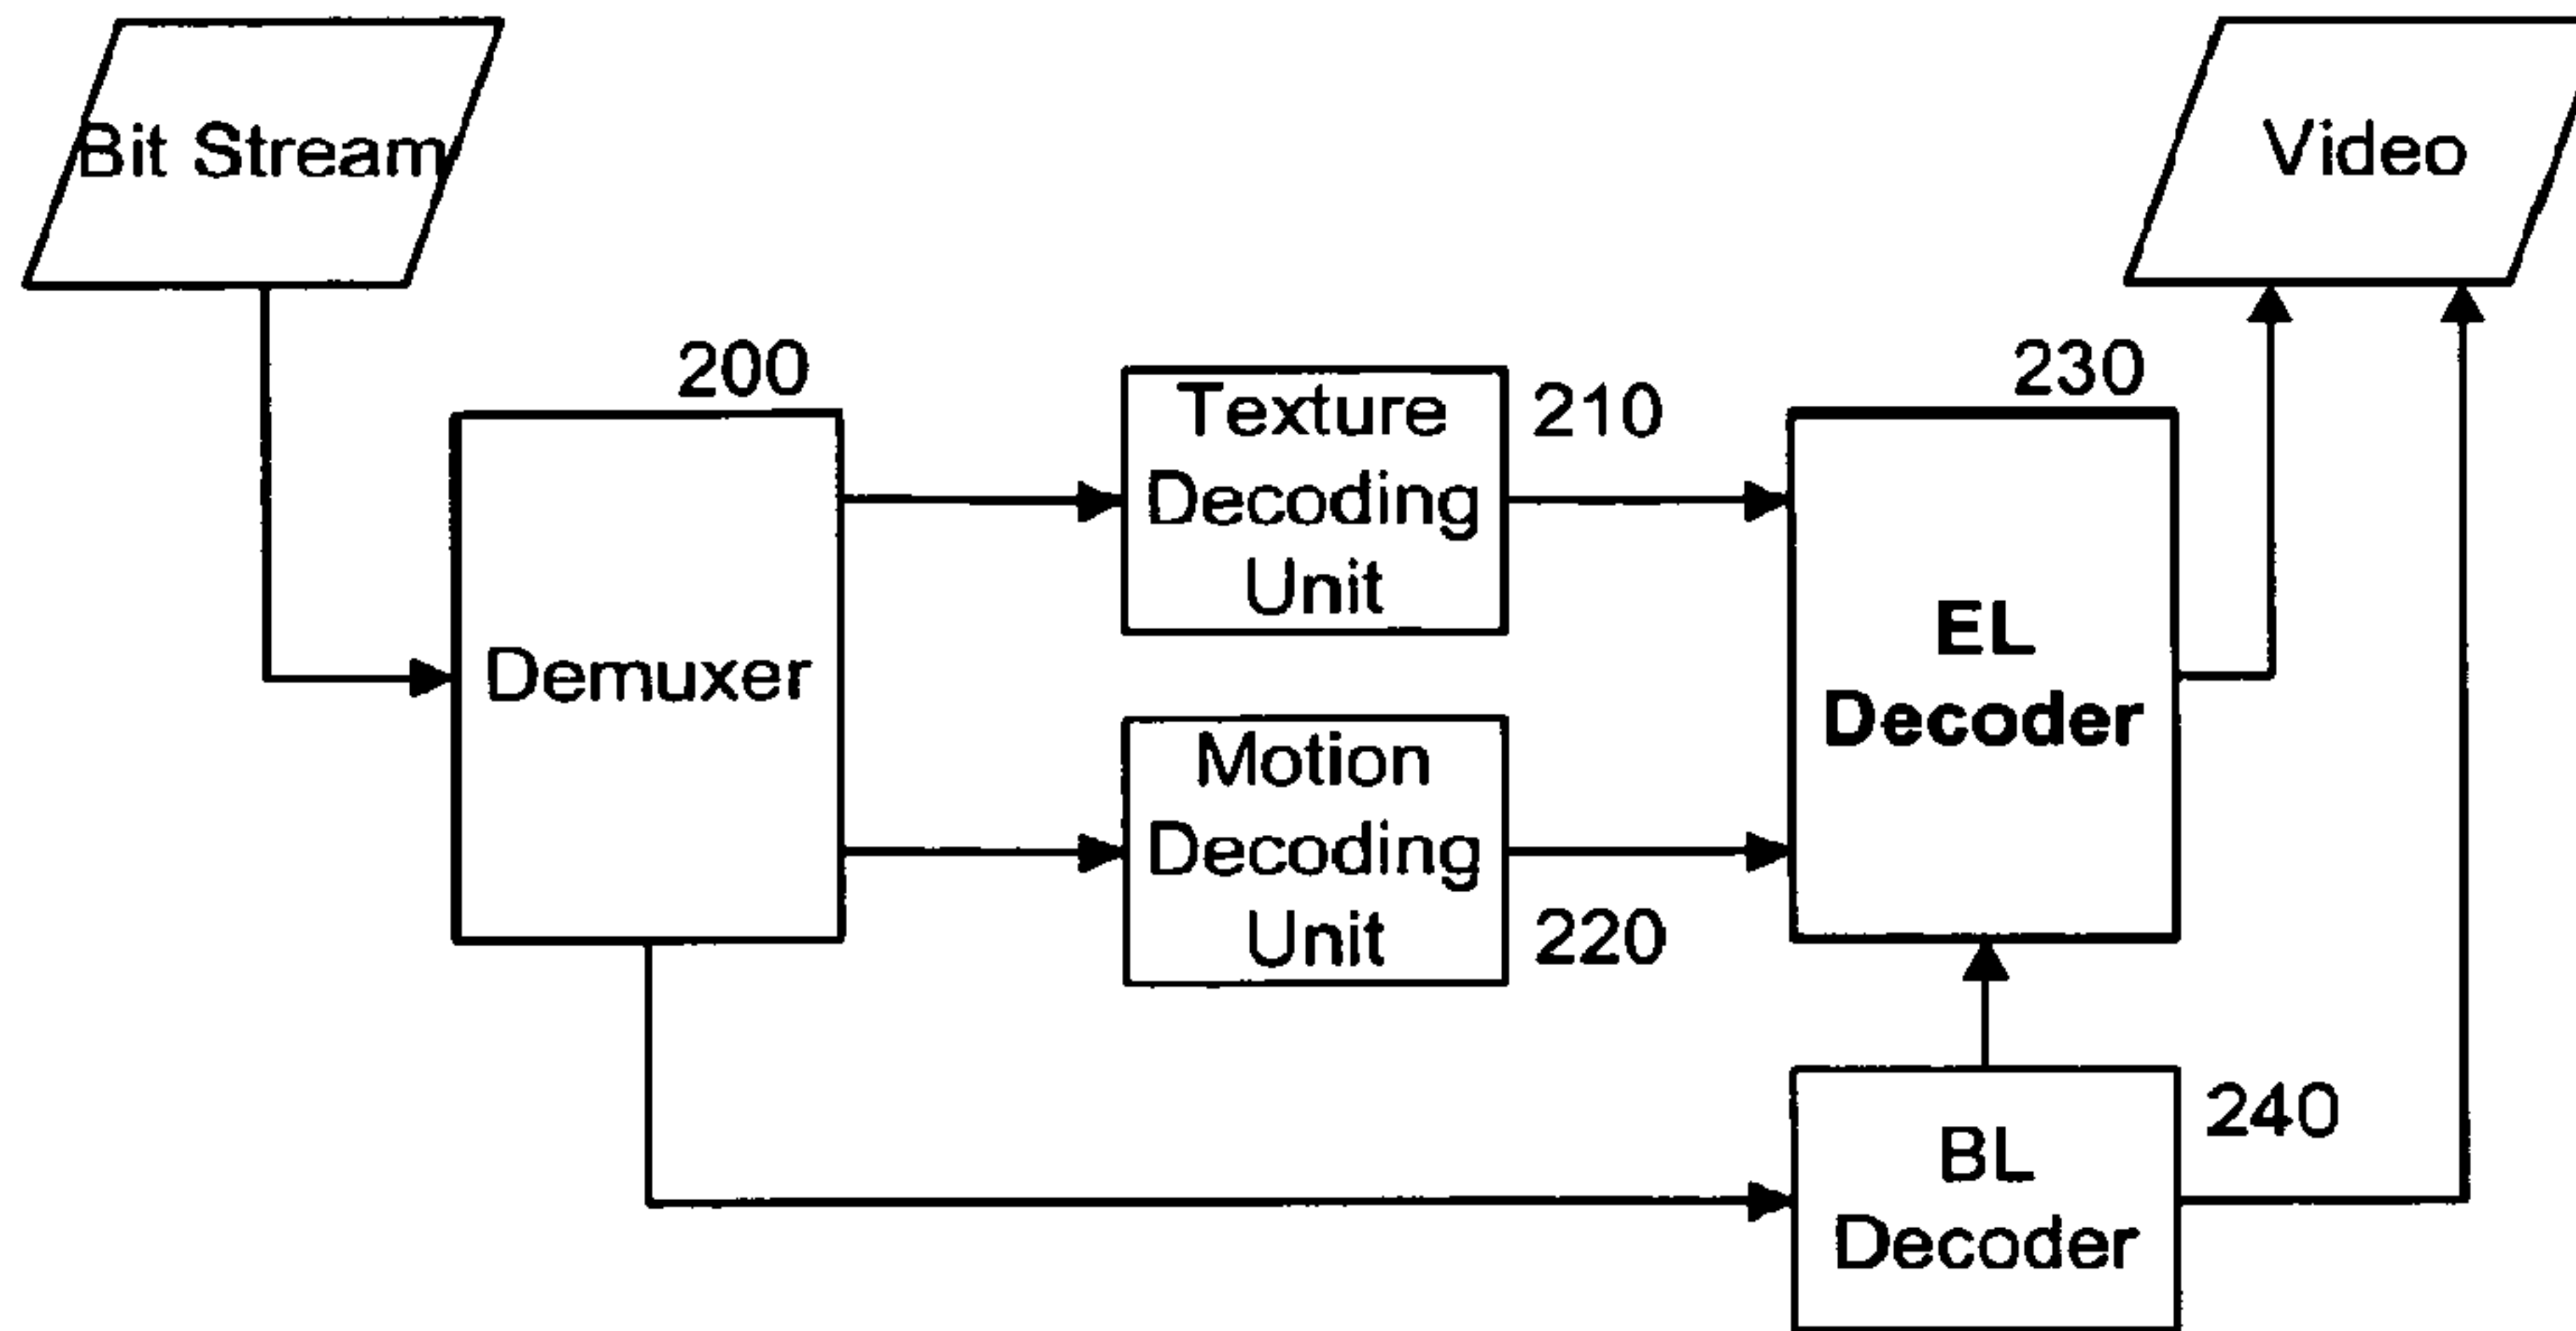 Bit Stream
Video
200
Demuxer
Texture
Decoding
Unit
210
Motion
Decoding
Unit
220
230
EL
Decoder
BL
Decoder
240